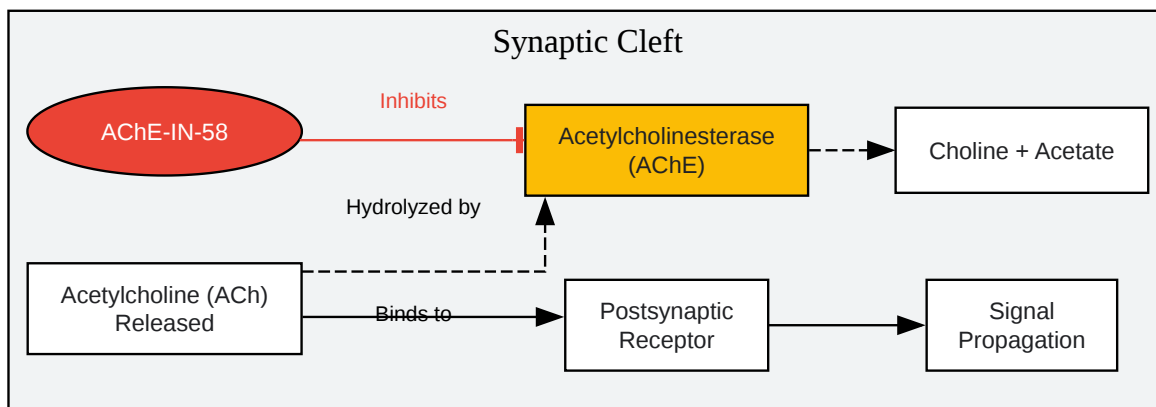 Synaptic Cleft
Inhibits
AChE-IN-58
Acetylcholinesterase
(AChE)
Choline + Acetate
Hydrolyzed by
Acetylcholine (ACh)
Released
Binds to
Postsynaptic
Receptor
Signal
Propagation